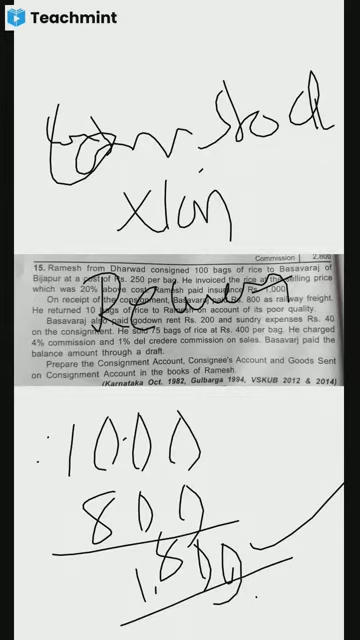 Teachmint
stock
Commission 2,800
15. Ramesh from Dharwad consigned 100 bags of rice to Basavaraj of
Bijapur at a cost of Rs. 250 per bag. He invoiced the rice at the selling price
which was 20% above cost. Ramesh paid insurance Rs. 1,000.
On receipt of the consignment, Basavaraj paid Rs. 800 as railway freight.
He returned 10 bags of rice to Ramesh on account of its poor quality.
Basavaraj also paid godown rent Rs. 200 and sundry expenses Rs. 40
on the consignment. He sold 75 bags of rice at Rs. 400 per bag. He charged
4% commission and 1% del credere commission on sales. Basavarj paid the
balance amount through a draft.
Prepare the Consignment Account, Consignee's Account and Goods Sent
on Consignment Account in the books of Ramesh.
(Karnataka Oct. 1982, Gulbarga 1994, VSKUB 2012 & 2014)
1000
800
1,800